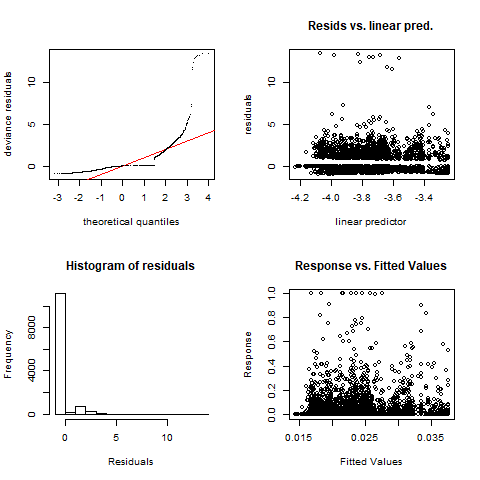 deviance residuals
0 5 10
-3 -2 -1 0 1 2 3 4
theoretical quantiles
Resids vs. linear pred.
residuals
0 5 10
-4.2 -4.0 -3.8 -3.6 -3.4
linear predictor
Histogram of residuals
Frequency
0 4000 10000
0 5 10
Residuals
Response vs. Fitted Values
Response
0.0 0.2 0.4 0.6 0.8 1.0
0.015 0.025 0.035
Fitted Values